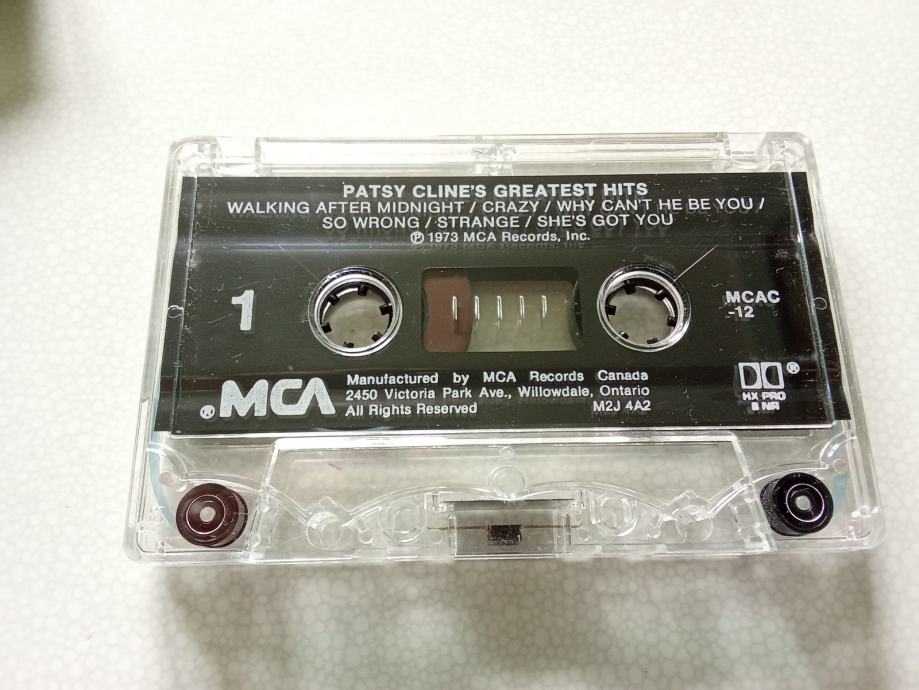 PATSY CLINE'S GREATEST HITS
WALKING AFTER MIDNIGHT / CRAZY / WHY CAN'T HE BE YOU /
SO WRONG / STRANGE / SHE'S GOT YOU
℗ 1973 MCA Records, Inc.
1
MCAC
-12
®MCA
Manufactured by MCA Records Canada
2450 Victoria Park Ave., Willowdale, Ontario
All Rights Reserved M2J 4A2
®
HX PRO
B NR